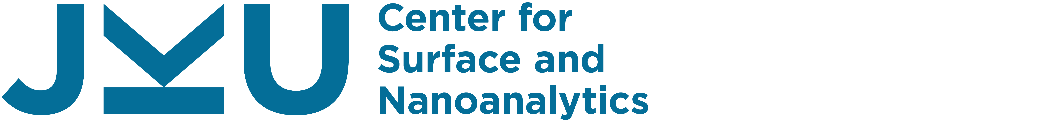 JKU
Center for
Surface and
Nanoanalytics